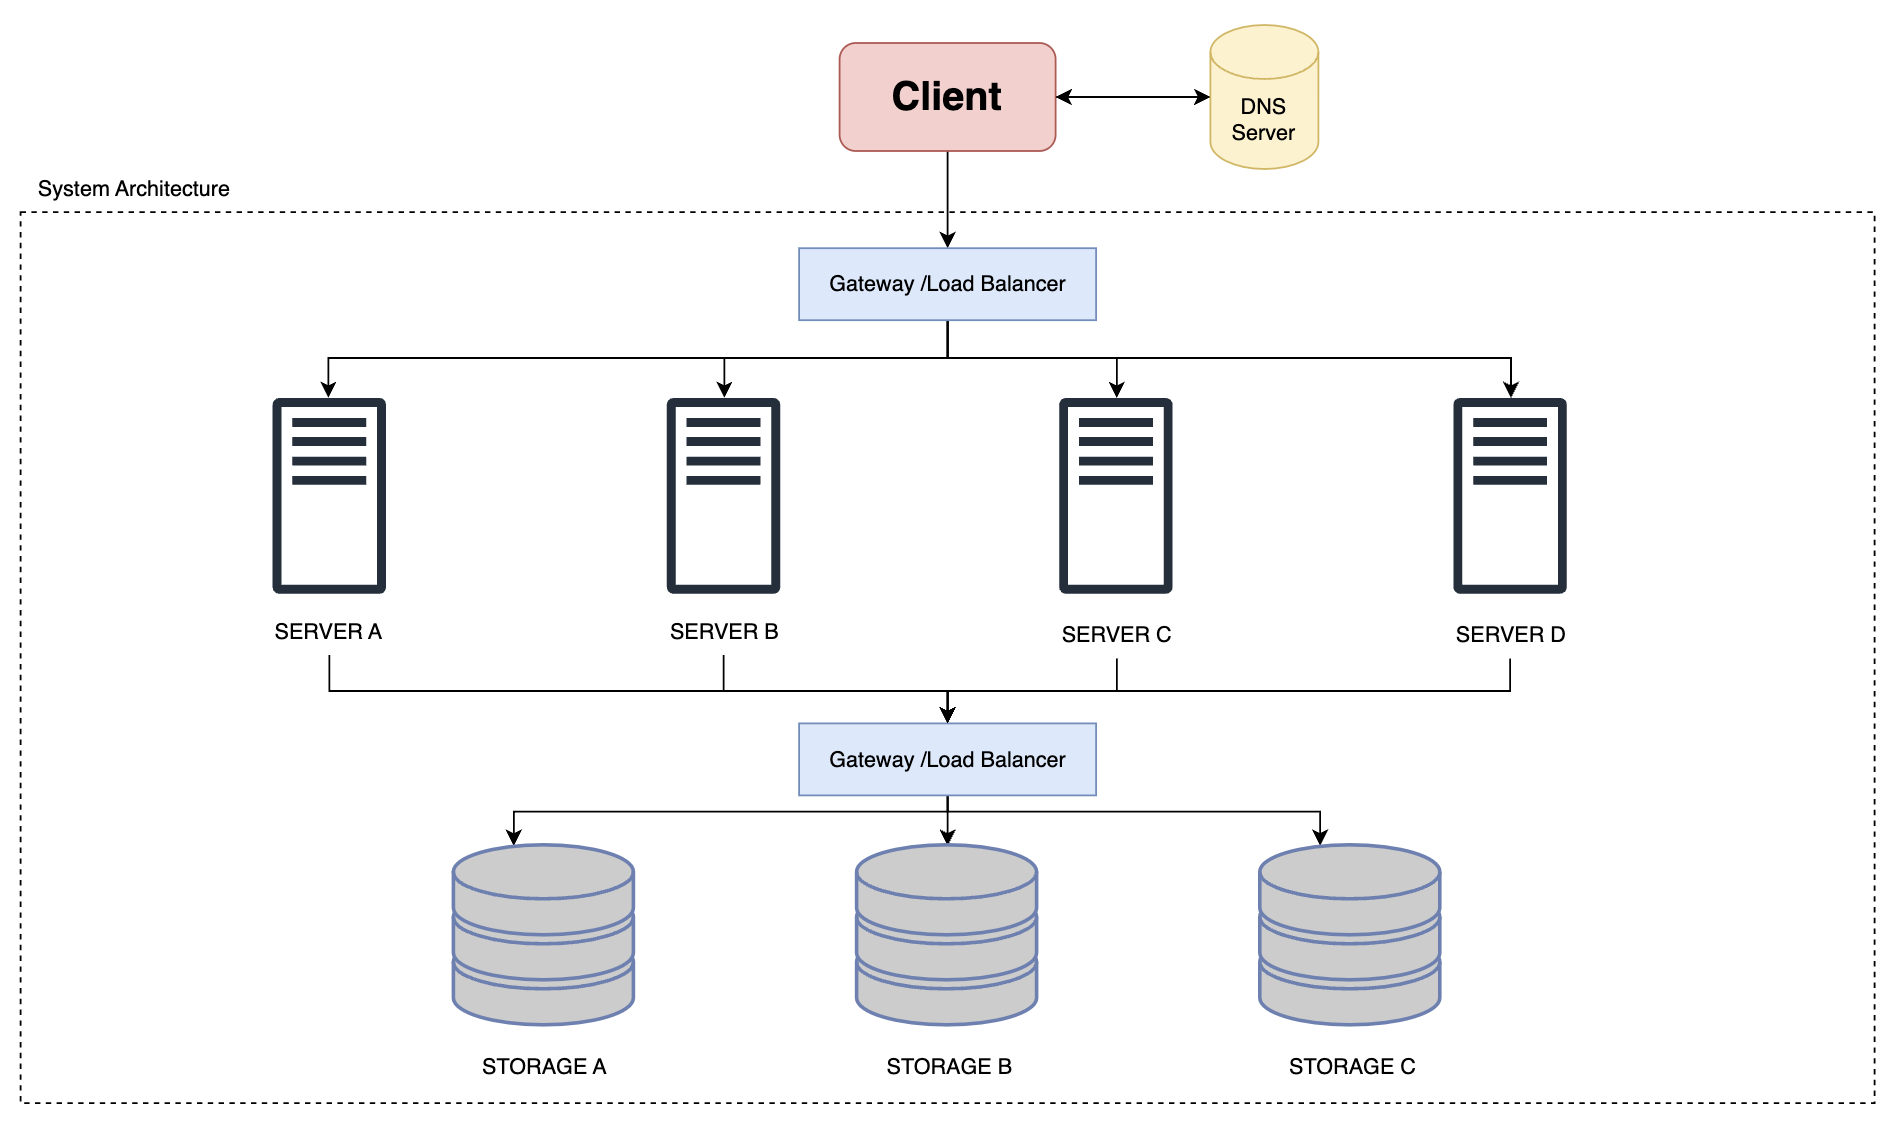 Client
DNS
Server
System Architecture
Gateway /Load Balancer
SERVER A
SERVER B
SERVER C
SERVER D
Gateway /Load Balancer
STORAGE A
STORAGE B
STORAGE C